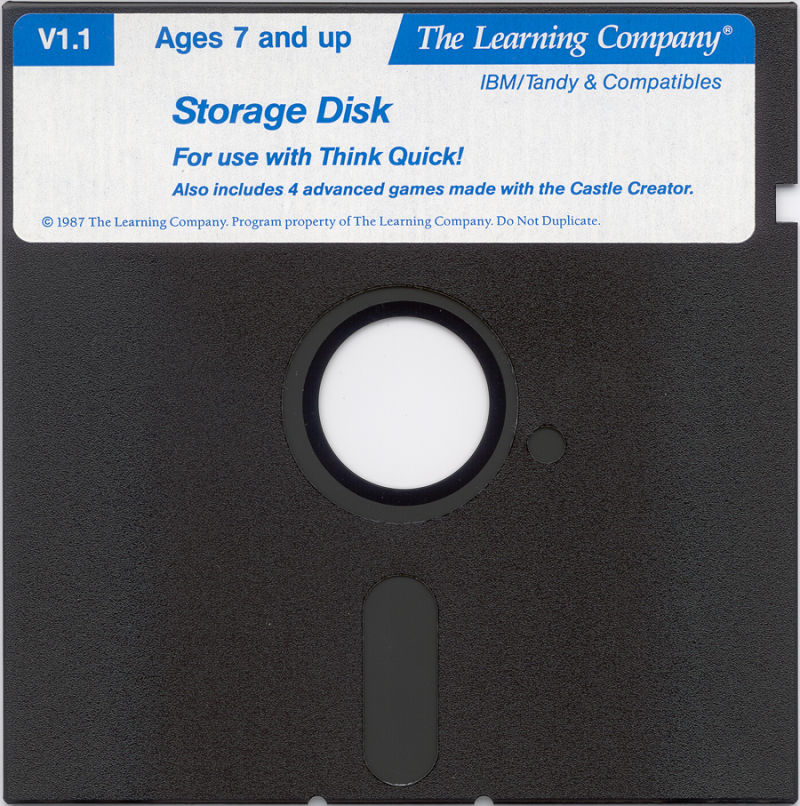 V1.1
Ages 7 and up
The Learning Company®
IBM/Tandy & Compatibles
Storage Disk
For use with Think Quick!
Also includes 4 advanced games made with the Castle Creator.
© 1987 The Learning Company. Program property of The Learning Company. Do Not Duplicate.